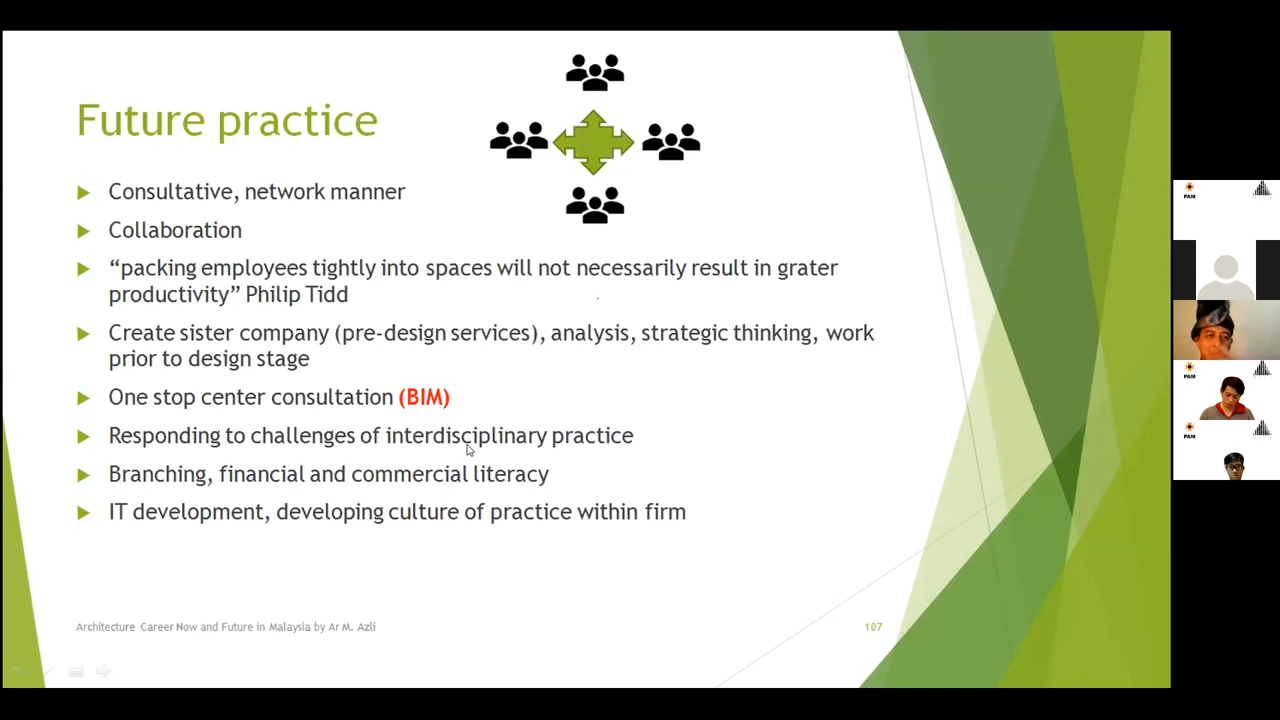 Future practice
Consultative, network manner
Collaboration
“packing employees tightly into spaces will not necessarily result in grater
productivity” Philip Tidd
Create sister company (pre-design services), analysis, strategic thinking, work
prior to design stage
One stop center consultation (BIM)
Responding to challenges of interdisciplinary practice
Branching, financial and commercial literacy
IT development, developing culture of practice within firm
Architecture Career Now and Future in Malaysia by Ar M. Azli
107
PAM
PAM
PAM